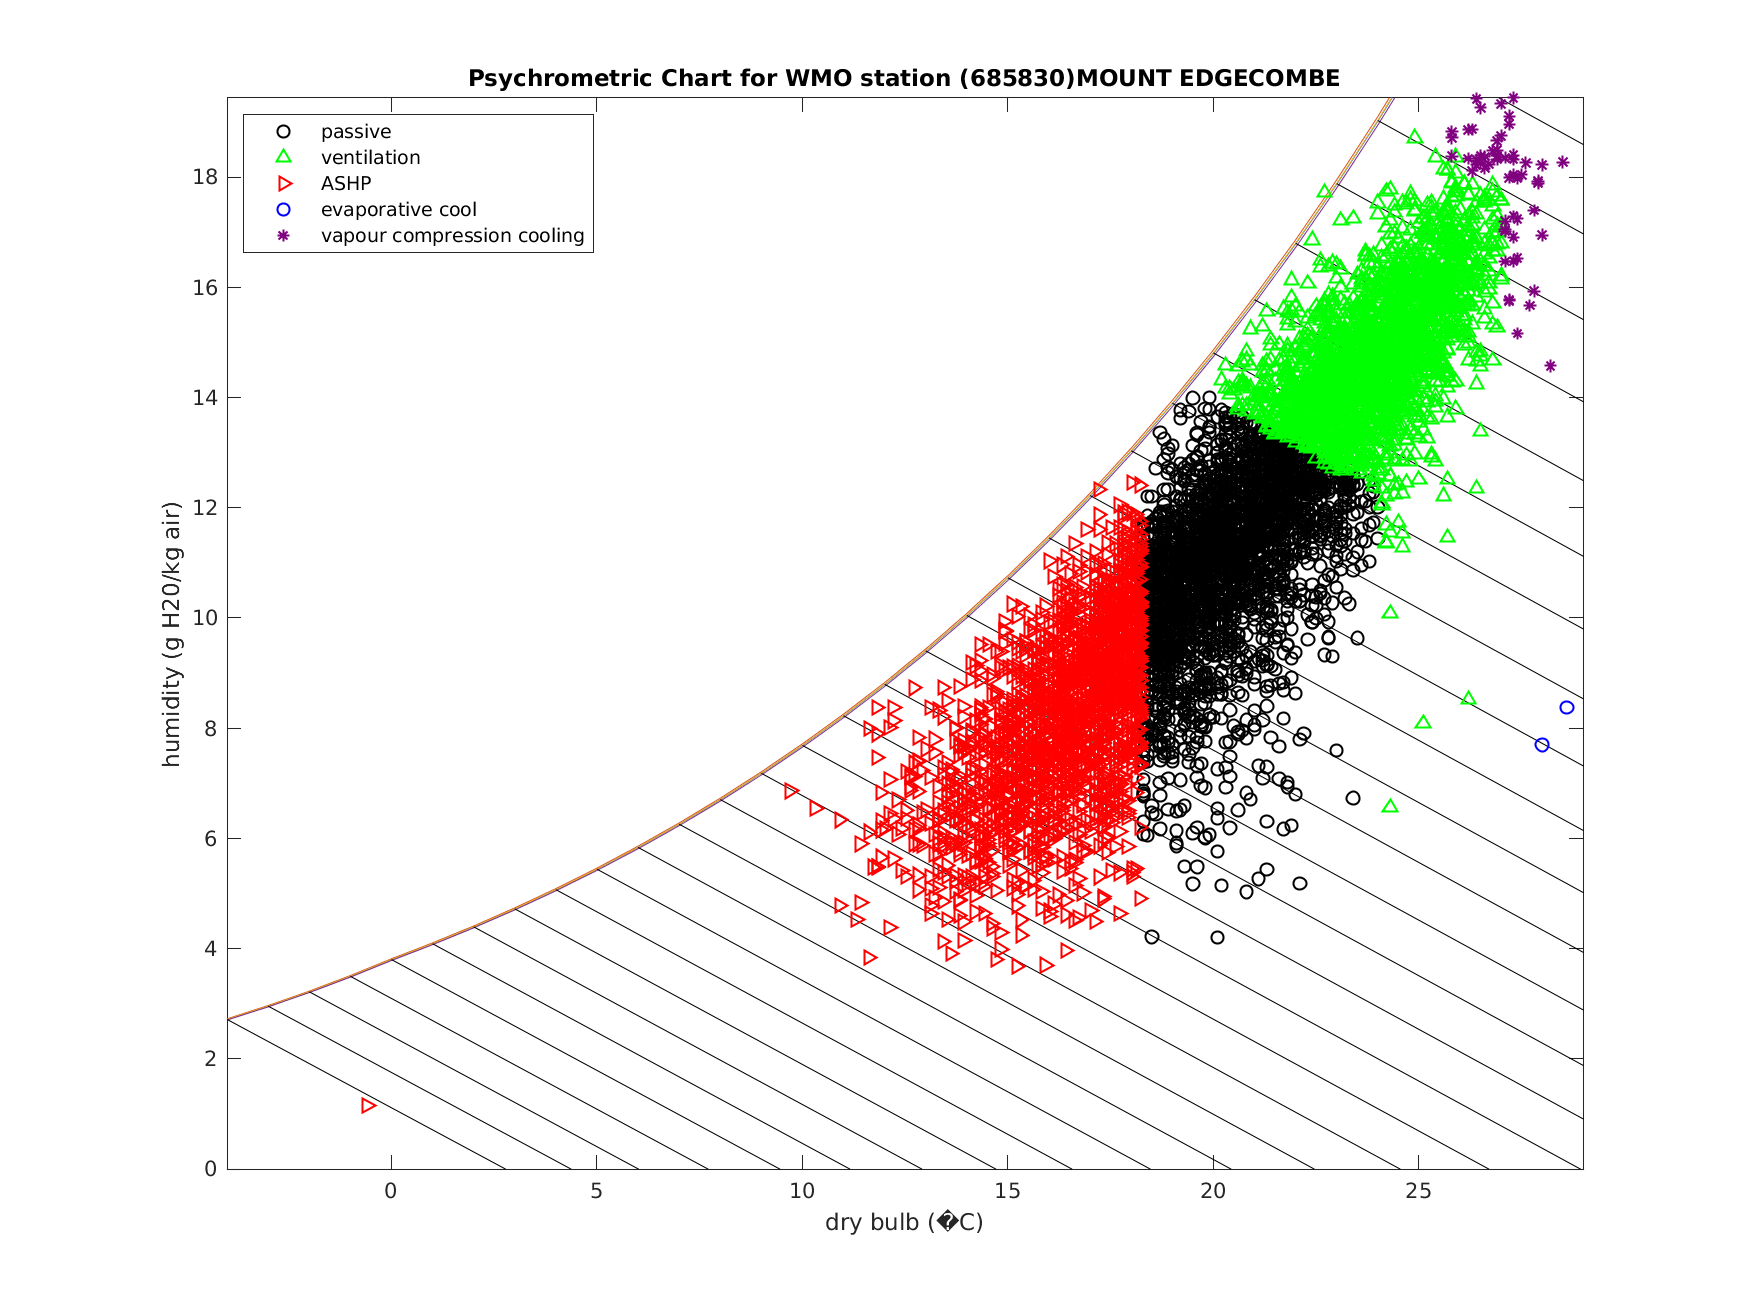 Psychrometric Chart for WMO station (685830)MOUNT EDGECOMBE
passive
ventilation
ASHP
evaporative cool
vapour compression cooling
humidity (g H20/kg air)
18
16
14
12
10
8
6
4
2
0
0 5 10 15 20 25
dry bulb (�C)